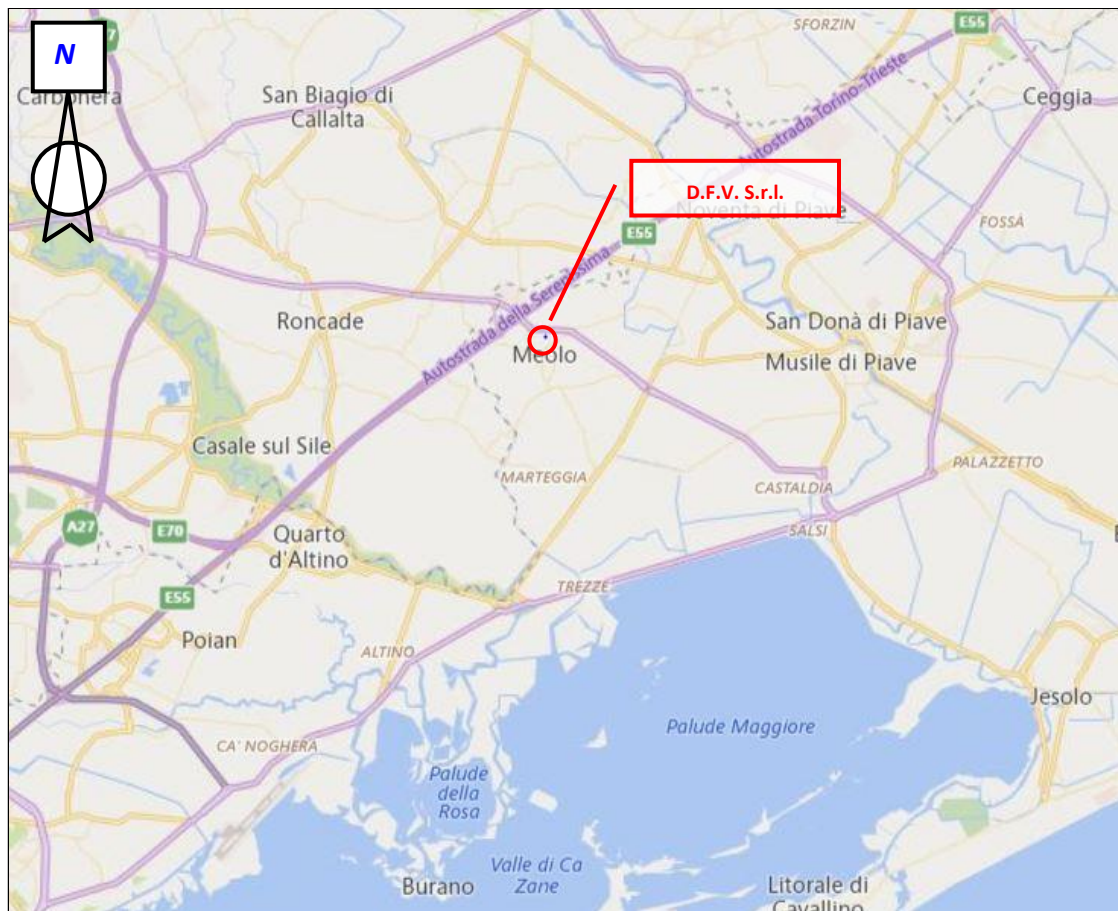 SFORZIN
E55
N
7
Carbonera
San Biagio di
Callalta
Ceggia
Autostrada Torino-Trieste
D.F.V. S.r.l.
Noventa di Piave
FOSSÀ
E55
Autostrada della Serenissima
Roncade
San Donà di Piave
Meolo
Musile di Piave
Casale sul Sile
MARTEGGIA
PALAZZETTO
CASTALDIA
A27
E70
Quarto
d'Altino
SALSI
E
TREZZE
E55
Poian
ALTINO
Jesolo
Palude Maggiore
CA' NOGHERA
Palude
della
Rosa
Valle di Ca
Zane
Burano
Litorale di
Cavallino